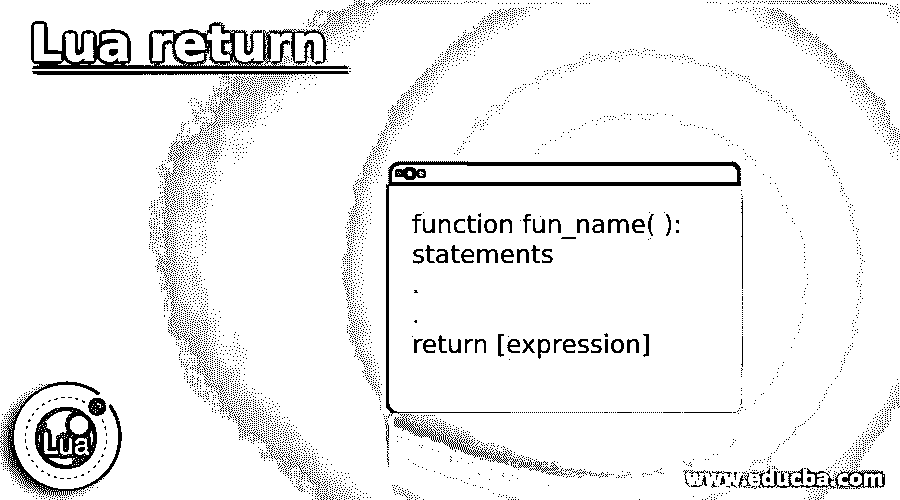 Lua return
function fun_name( ):
statements
.
.
return [expression]
Lua
www.educba.com